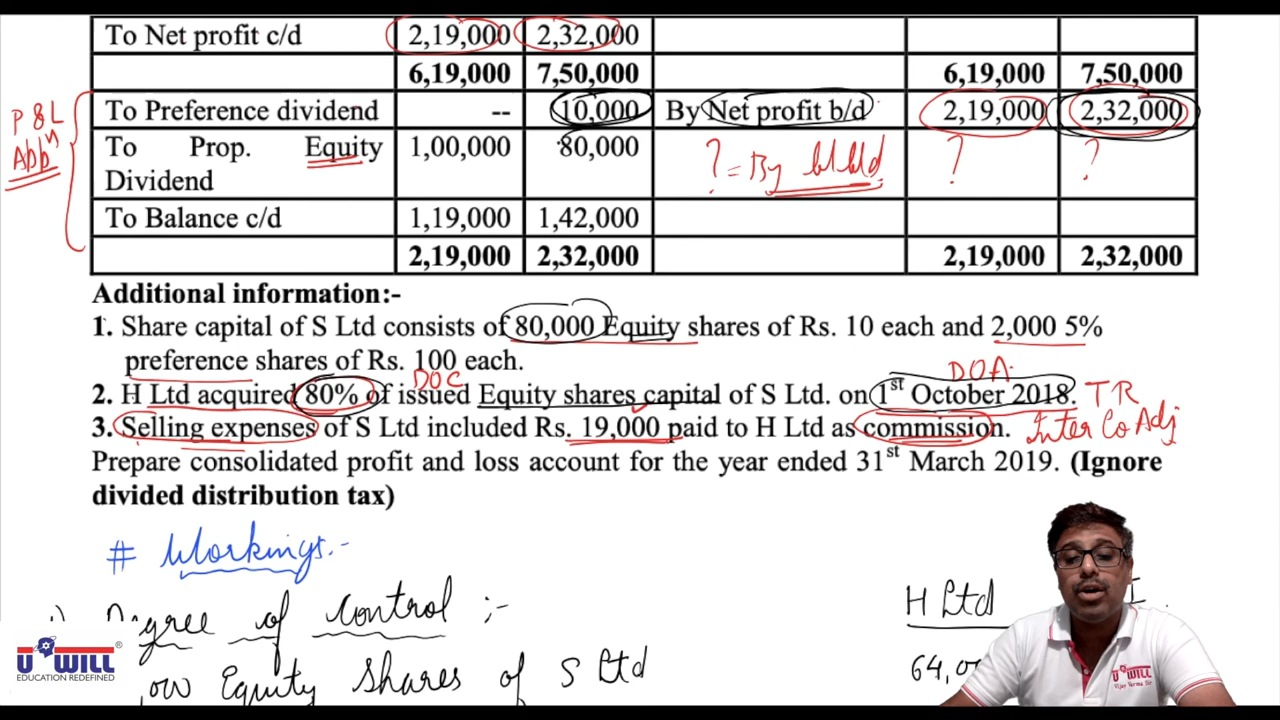 To Net profit c/d 2,19,000 2,32,000
6,19,000 7,50,000 6,19,000 7,50,000
P & L
Appⁿ
To Preference dividend -- 10,000 By Net profit b/d 2,19,000 2,32,000
To Prop. Equity 1,00,000 80,000 ? = By bl b/d ? ?
Dividend
To Balance c/d 1,19,000 1,42,000
2,19,000 2,32,000 2,19,000 2,32,000
Additional information:-
1. Share capital of S Ltd consists of 80,000 Equity shares of Rs. 10 each and 2,000 5%
preference shares of Rs. 100 each.
DOC DOA
2. H Ltd acquired 80% of issued Equity shares capital of S Ltd. on 1st October 2018. TR
3. Selling expenses of S Ltd included Rs. 19,000 paid to H Ltd as commission. Inter Co Adj
Prepare consolidated profit and loss account for the year ended 31st March 2019. (Ignore
divided distribution tax)
# Workings:-
Degree of Control :- H Ltd
Equity shares of S Ltd
U WILL®
EDUCATION REDEFINED
U WILL
Vijay Verma Sir